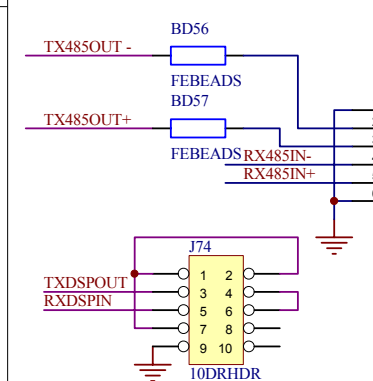 BD56
TX485OUT -
FEBEADS
BD57
TX485OUT+
FEBEADS
RX485IN-
RX485IN+
J74
1 2
TXDSPOUT 3 4
RXDSPIN 5 6
7 8
9 10
10DRHDR